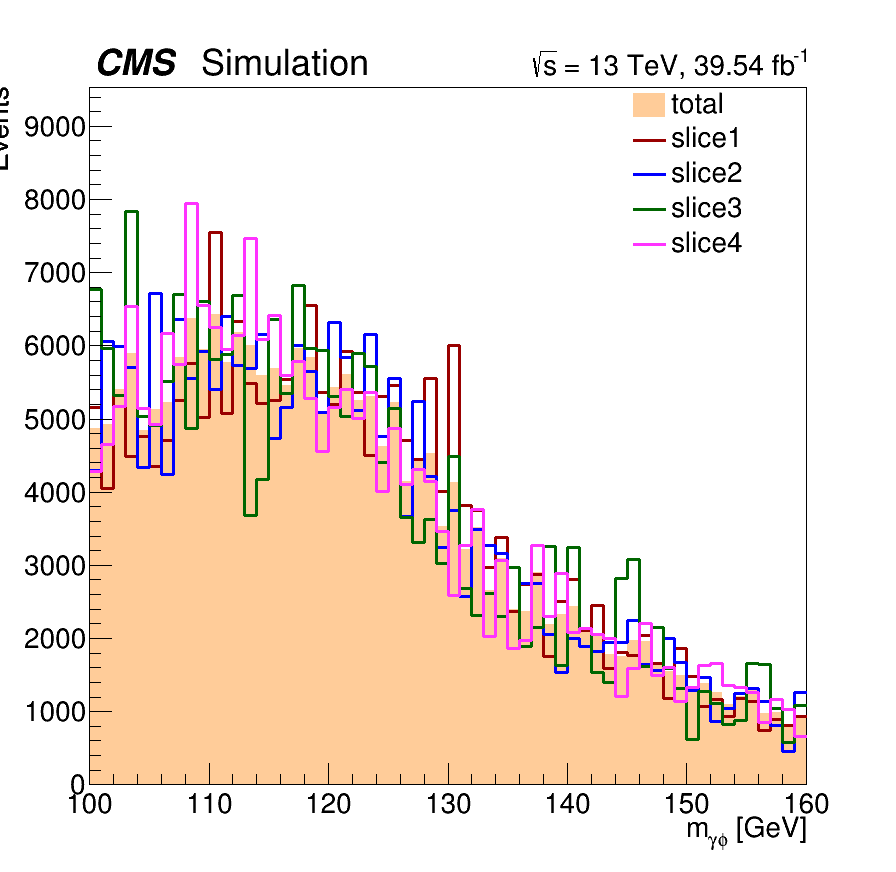 CMS Simulation √s = 13 TeV, 39.54 fb⁻¹
Events
total
slice1
slice2
slice3
slice4
9000
8000
7000
6000
5000
4000
3000
2000
1000
0
100 110 120 130 140 150 160
m_γϕ [GeV]